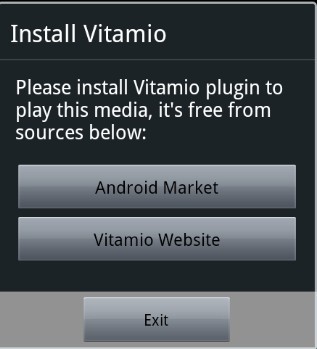 Install Vitamio
Please install Vitamio plugin to
play this media, it's free from
sources below:
Android Market
Vitamio Website
Exit